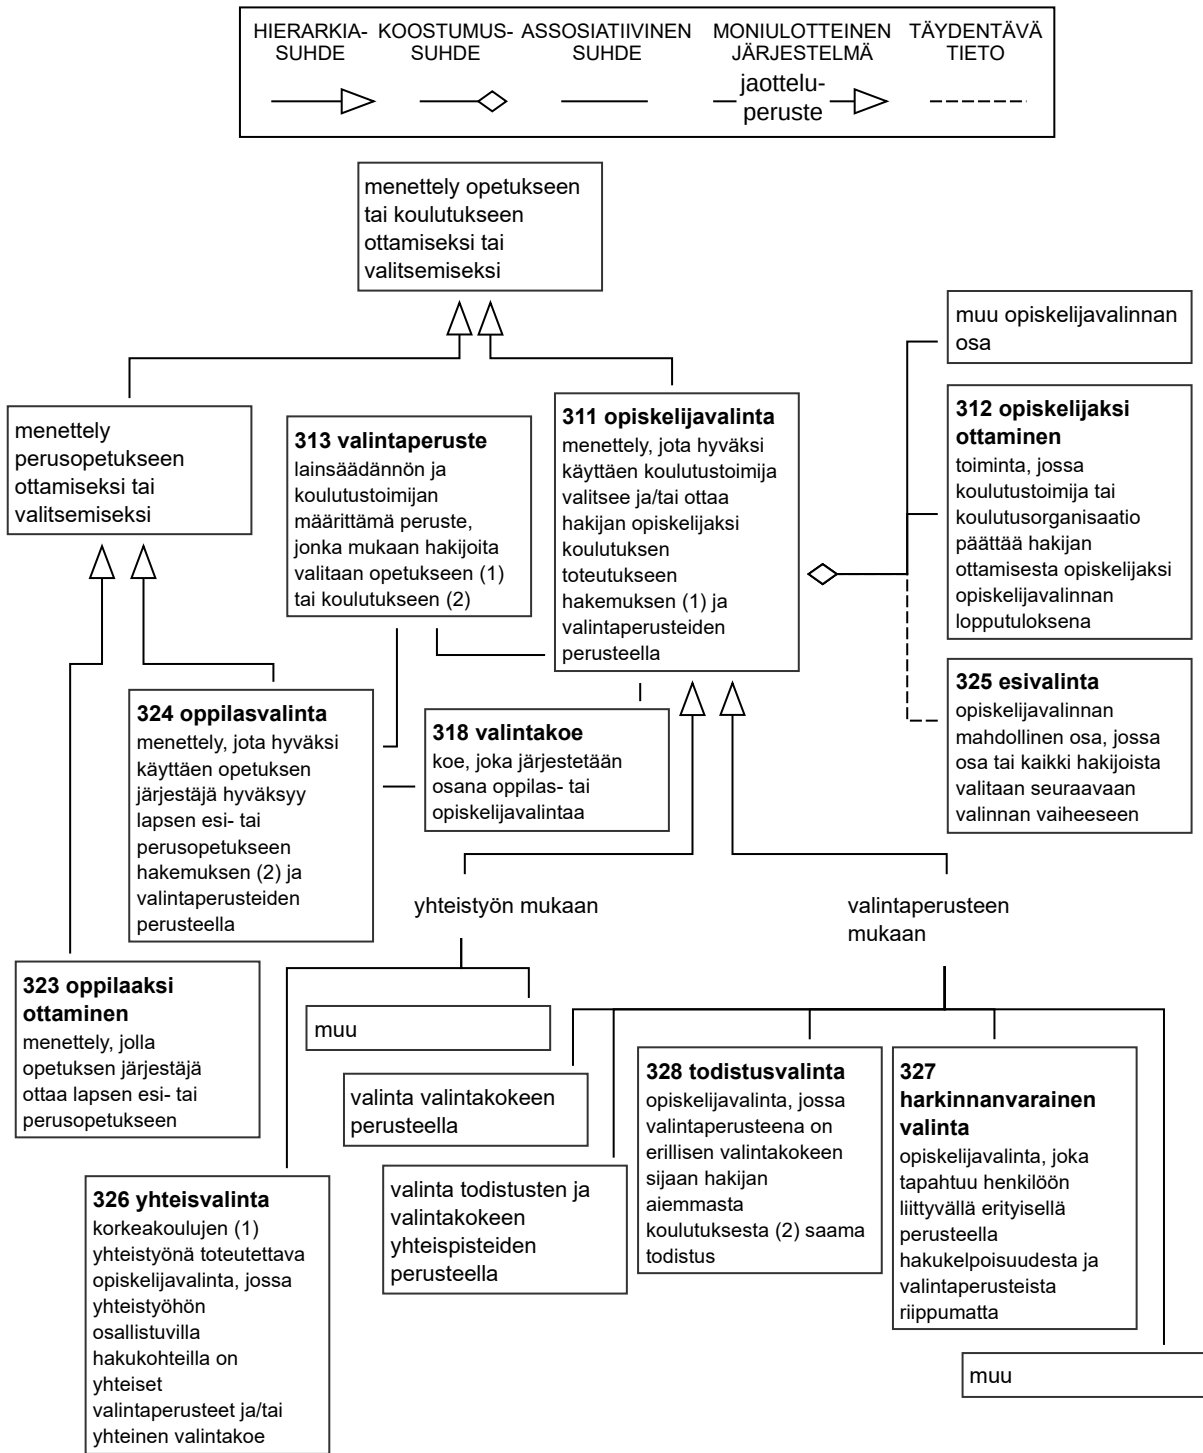 HIERARKIA-
SUHDE
KOOSTUMUS-
SUHDE
ASSOSIATIIVINEN
SUHDE
MONIULOTTEINEN
JÄRJESTELMÄ
TÄYDENTÄVÄ
TIETO
jaottelu-
peruste
menettely opetukseen
tai koulutukseen
ottamiseksi tai
valitsemiseksi
menettely
perusopetukseen
ottamiseksi tai
valitsemiseksi
313 valintaperuste
lainsäädännön ja
koulutustoimijan
määrittämä peruste,
jonka mukaan hakijoita
valitaan opetukseen (1)
tai koulutukseen (2)
311 opiskelijavalinta
menettely, jota hyväksi
käyttäen koulutustoimija
valitsee ja/tai ottaa
hakijan opiskelijaksi
koulutuksen
toteutukseen
hakemuksen (1) ja
valintaperusteiden
perusteella
muu opiskelijavalinnan
osa
312 opiskelijaksi
ottaminen
toiminta, jossa
koulutustoimija tai
koulutusorganisaatio
päättää hakijan
ottamisesta opiskelijaksi
opiskelijavalinnan
lopputuloksena
325 esivalinta
opiskelijavalinnan
mahdollinen osa, jossa
osa tai kaikki hakijoista
valitaan seuraavaan
valinnan vaiheeseen
324 oppilasvalinta
menettely, jota hyväksi
käyttäen opetuksen
järjestäjä hyväksyy
lapsen esi- tai
perusopetukseen
hakemuksen (2) ja
valintaperusteiden
perusteella
318 valintakoe
koe, joka järjestetään
osana oppilas- tai
opiskelijavalintaa
yhteistyön mukaan
valintaperusteen
mukaan
323 oppilaaksi
ottaminen
menettely, jolla
opetuksen järjestäjä
ottaa lapsen esi- tai
perusopetukseen
muu
valinta valintakokeen
perusteella
328 todistusvalinta
opiskelijavalinta, jossa
valintaperusteena on
erillisen valintakokeen
sijaan hakijan
aiemmasta
koulutuksesta (2) saama
todistus
327
harkinnanvarainen
valinta
opiskelijavalinta, joka
tapahtuu henkilöön
liittyvällä erityisellä
perusteella
hakukelpoisuudesta ja
valintaperusteista
riippumatta
326 yhteisvalinta
korkeakoulujen (1)
yhteistyönä toteutettava
opiskelijavalinta, jossa
yhteistyöhön
osallistuvilla
hakukohteilla on
yhteiset
valintaperusteet ja/tai
yhteinen valintakoe
valinta todistusten ja
valintakokeen
yhteispisteiden
perusteella
muu